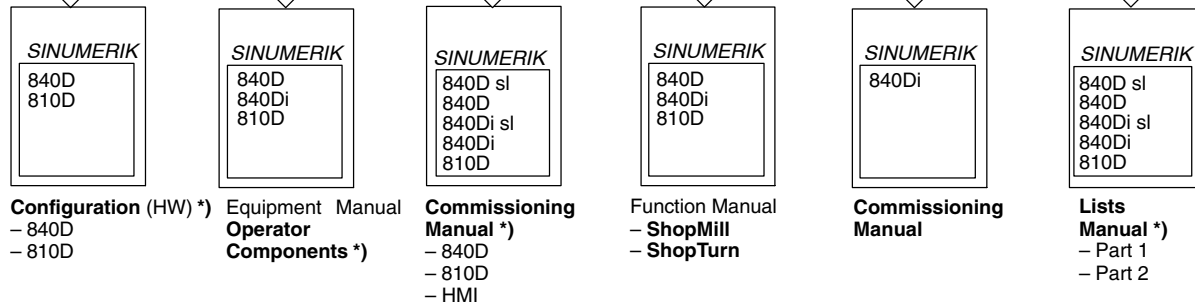 SINUMERIK
840D
810D
Configuration (HW) *)
– 840D
– 810D
SINUMERIK
840D
840Di
810D
Equipment Manual
Operator
Components *)
SINUMERIK
840D sl
840D
840Di sl
840Di
810D
Commissioning
Manual *)
– 840D
– 810D
– HMI
SINUMERIK
840D
840Di
810D
Function Manual
– ShopMill
– ShopTurn
SINUMERIK
840Di
Commissioning
Manual
SINUMERIK
840D sl
840D
840Di sl
840Di
810D
Lists
Manual *)
– Part 1
– Part 2